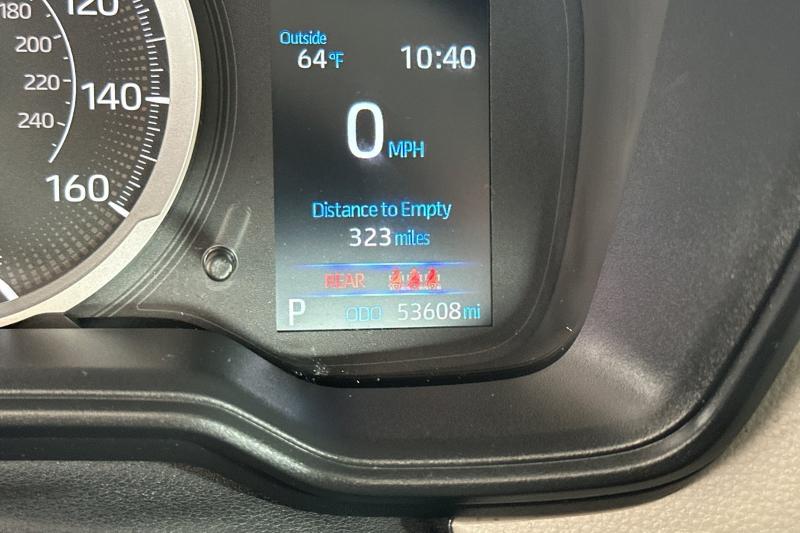 180
120
200
220
140
240
160
Outside
64°F 10:40
0 MPH
Distance to Empty
323 miles
REAR
P ODO 53608 mi